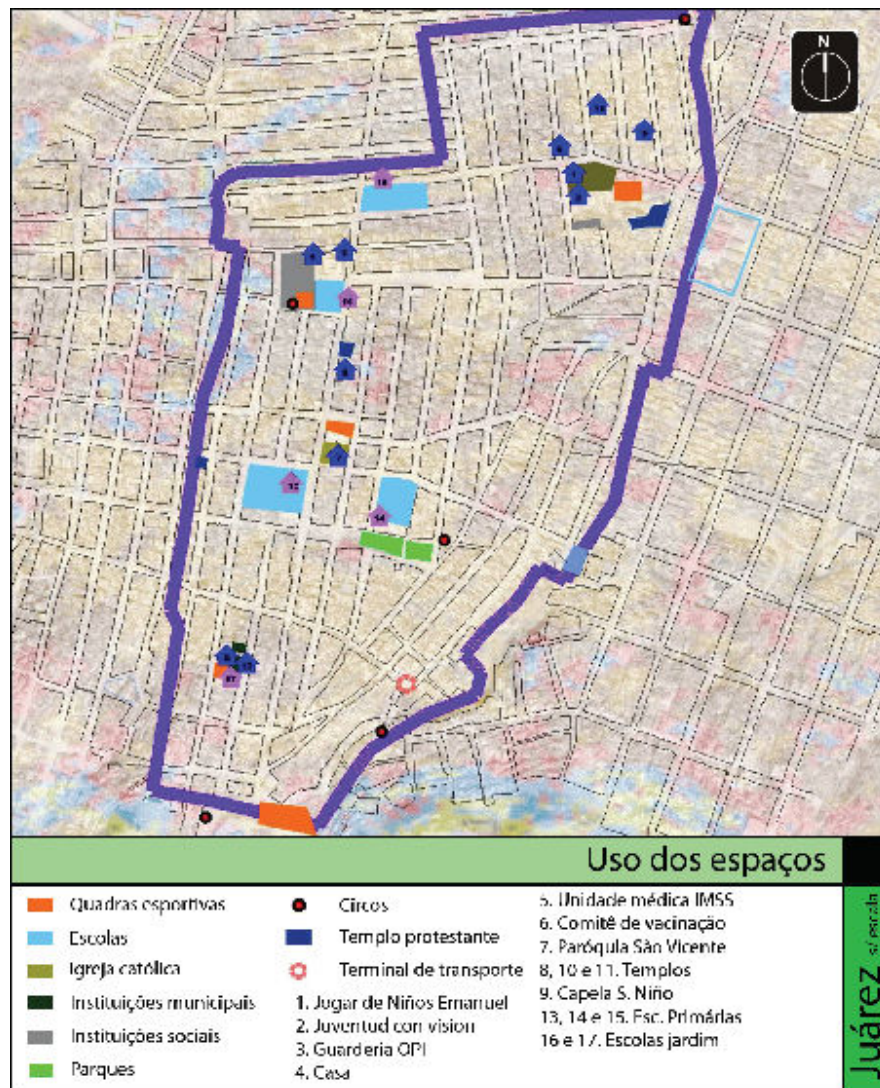 N
Uso dos espaços
Quadras esportivas
Escolas
Igreja católica
Instituições municipais
Instituições sociais
Parques
Circos
Templo protestante
Terminal de transporte
1. Jogar de Niños Emanuel
2. Juventud con vision
3. Guarderia OPI
4. Casa
5. Unidade médica IMSS
6. Comitê de vacinação
7. Paróquia São Vicente
8, 10 e 11. Templos
9. Capela S. Niño
13, 14 e 15. Esc. Primárias
16 e 17. Escolas jardim
Juárez s/ escala